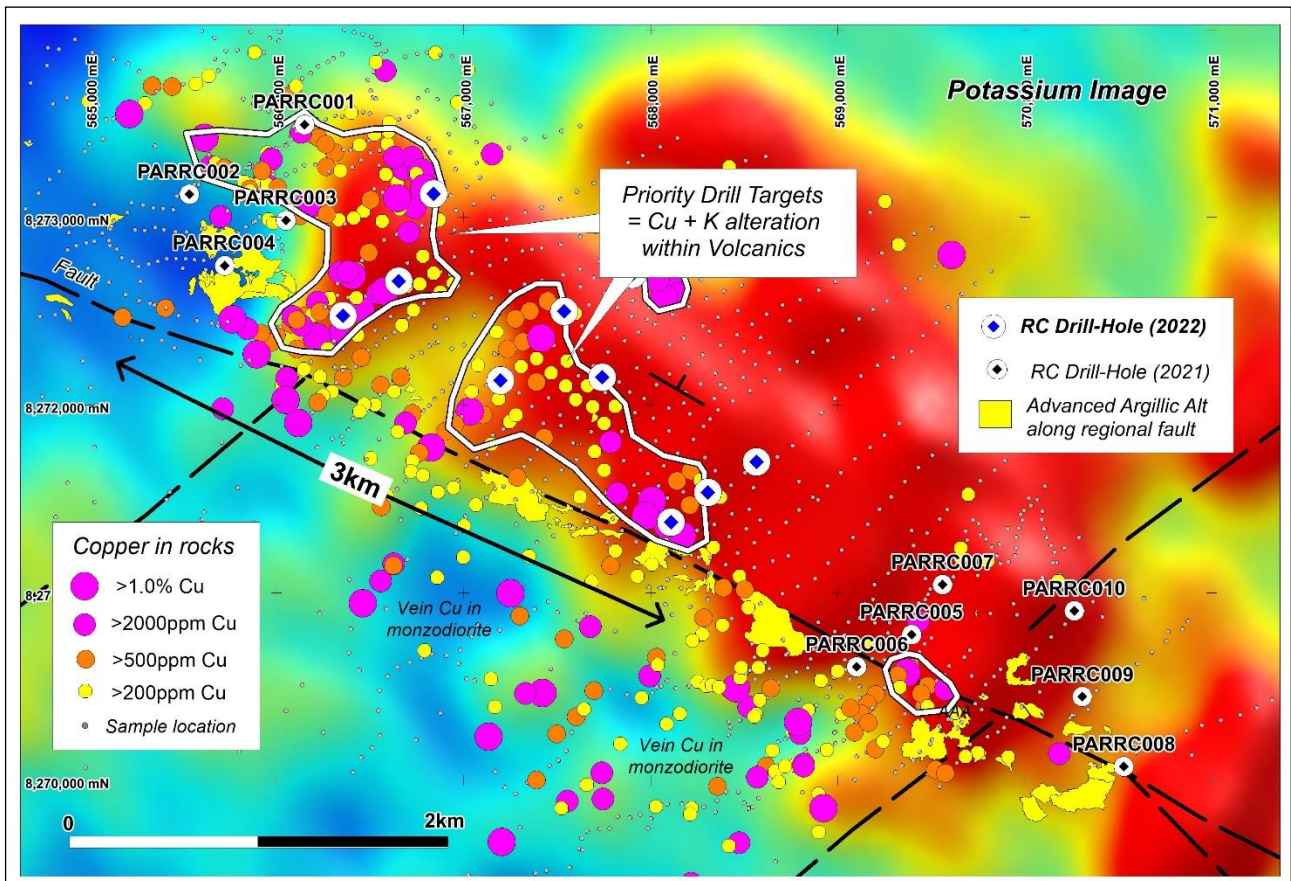 565,000 mE
566,000 mE
567,000 mE
568,000 mE
569,000 mE
571,000 mE
Potassium Image
PARRC001
PARRC002
PARRC003
PARRC004
8,273,000 mN
Fault
Priority Drill Targets
= Cu + K alteration
within Volcanics
RC Drill-Hole (2022)
RC Drill-Hole (2021)
Advanced Argillic Alt
along regional fault
8,272,000 mN
3km
Copper in rocks
>1.0% Cu
>2000ppm Cu
>500ppm Cu
>200ppm Cu
Sample location
8,27
Vein Cu in
monzodiorite
PARRC007
PARRC005
PARRC006
PARRC010
PARRC009
PARRC008
AAA
Vein Cu in
monzodiorite
8,270,000 mN
0
2km